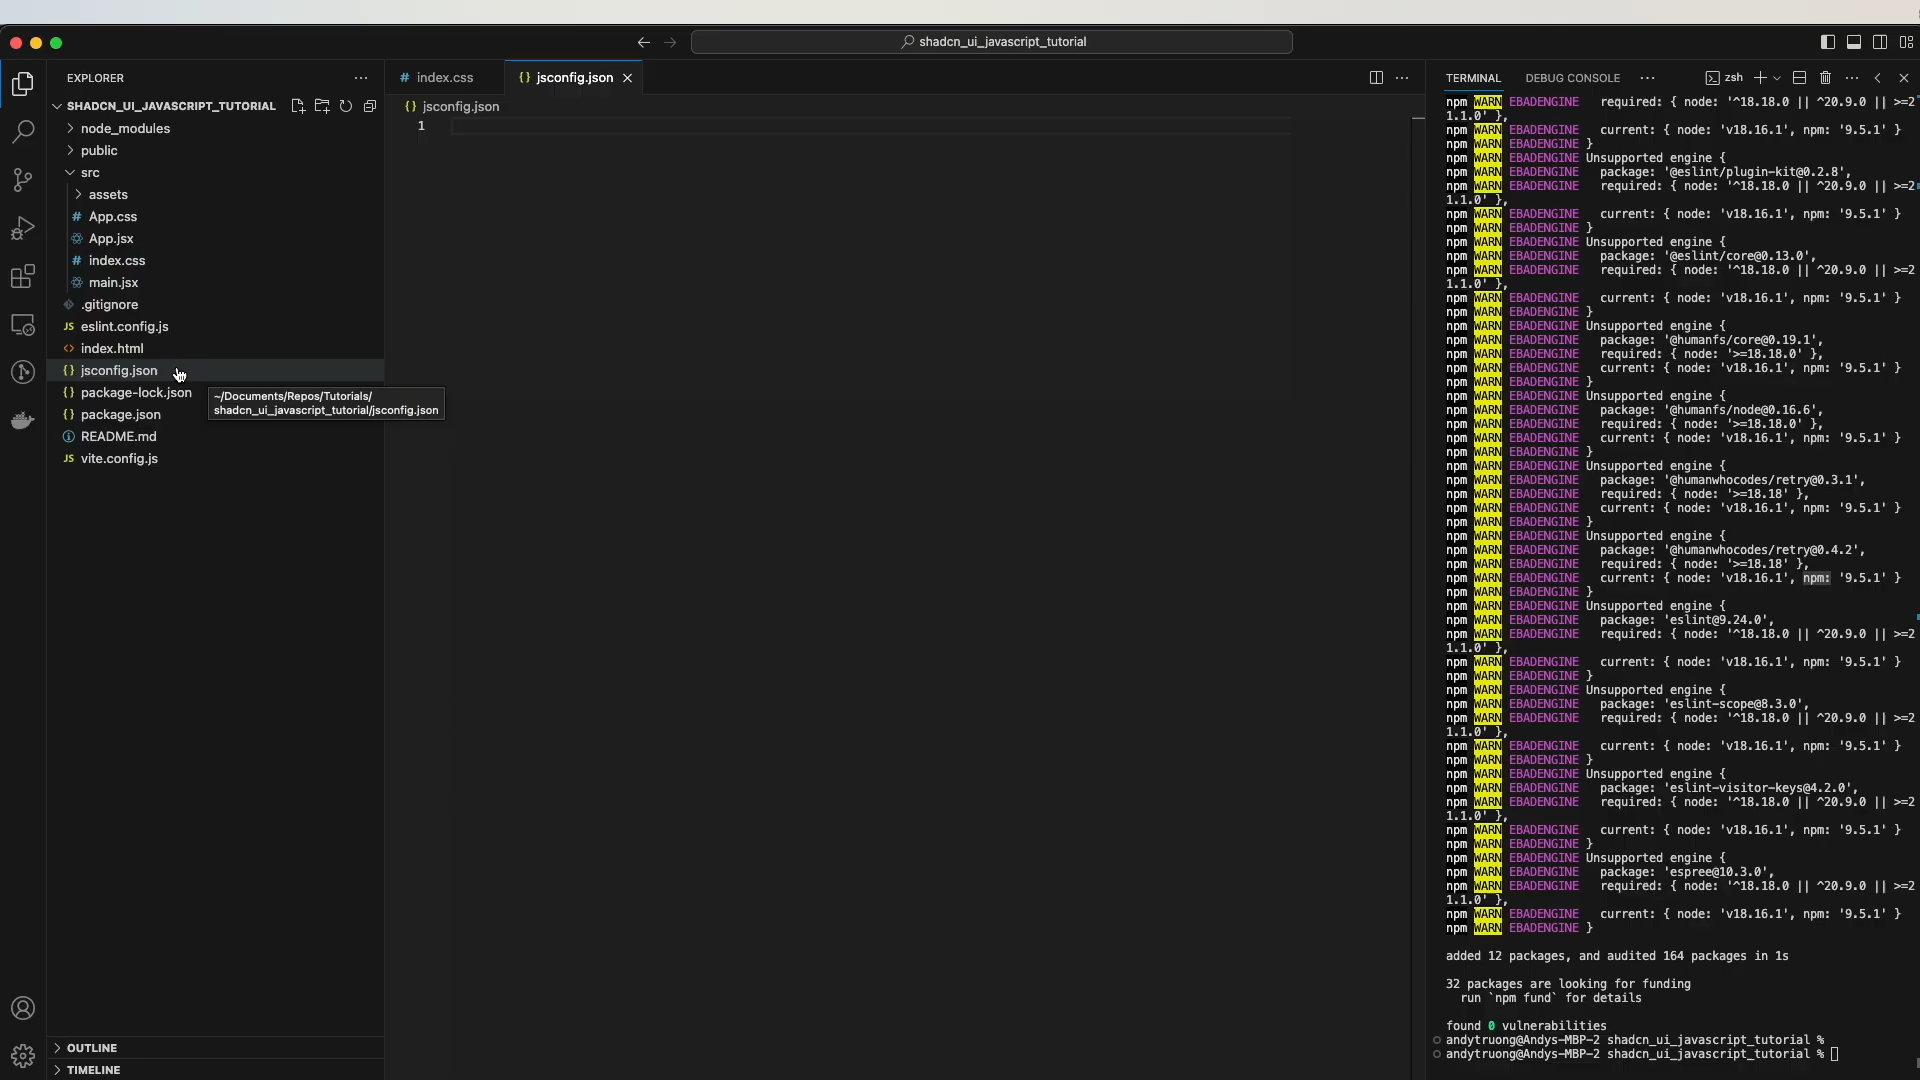 shadcn_ui_javascript_tutorial
EXPLORER
SHADCN_UI_JAVASCRIPT_TUTORIAL
node_modules
public
src
assets
# App.css
App.jsx
# index.css
main.jsx
.gitignore
JS eslint.config.js
<> index.html
{} jsconfig.json
{} package-lock.json
{} package.json
README.md
JS vite.config.js
~/Documents/Repos/Tutorials/
shadcn_ui_javascript_tutorial/jsconfig.json
OUTLINE
TIMELINE
# index.css
{} jsconfig.json
{} jsconfig.json
1
TERMINAL
DEBUG CONSOLE
zsh
npm WARN EBADENGINE   required: { node: '^18.18.0 || ^20.9.0 || >=2
1.1.0' },
npm WARN EBADENGINE   current: { node: 'v18.16.1', npm: '9.5.1' }
npm WARN EBADENGINE }
npm WARN EBADENGINE Unsupported engine {
npm WARN EBADENGINE   package: '@eslint/plugin-kit@0.2.8',
npm WARN EBADENGINE   required: { node: '^18.18.0 || ^20.9.0 || >=2
1.1.0' },
npm WARN EBADENGINE   current: { node: 'v18.16.1', npm: '9.5.1' }
npm WARN EBADENGINE }
npm WARN EBADENGINE Unsupported engine {
npm WARN EBADENGINE   package: '@eslint/core@0.13.0',
npm WARN EBADENGINE   required: { node: '^18.18.0 || ^20.9.0 || >=2
1.1.0' },
npm WARN EBADENGINE   current: { node: 'v18.16.1', npm: '9.5.1' }
npm WARN EBADENGINE }
npm WARN EBADENGINE Unsupported engine {
npm WARN EBADENGINE   package: '@humanfs/core@0.19.1',
npm WARN EBADENGINE   required: { node: '>=18.18.0' },
npm WARN EBADENGINE   current: { node: 'v18.16.1', npm: '9.5.1' }
npm WARN EBADENGINE }
npm WARN EBADENGINE Unsupported engine {
npm WARN EBADENGINE   package: '@humanfs/node@0.16.6',
npm WARN EBADENGINE   required: { node: '>=18.18.0' },
npm WARN EBADENGINE   current: { node: 'v18.16.1', npm: '9.5.1' }
npm WARN EBADENGINE }
npm WARN EBADENGINE Unsupported engine {
npm WARN EBADENGINE   package: '@humanwhocodes/retry@0.3.1',
npm WARN EBADENGINE   required: { node: '>=18.18' },
npm WARN EBADENGINE   current: { node: 'v18.16.1', npm: '9.5.1' }
npm WARN EBADENGINE }
npm WARN EBADENGINE Unsupported engine {
npm WARN EBADENGINE   package: '@humanwhocodes/retry@0.4.2',
npm WARN EBADENGINE   required: { node: '>=18.18' },
npm WARN EBADENGINE   current: { node: 'v18.16.1', npm: '9.5.1' }
npm WARN EBADENGINE }
npm WARN EBADENGINE Unsupported engine {
npm WARN EBADENGINE   package: 'eslint@9.24.0',
npm WARN EBADENGINE   required: { node: '^18.18.0 || ^20.9.0 || >=2
1.1.0' },
npm WARN EBADENGINE   current: { node: 'v18.16.1', npm: '9.5.1' }
npm WARN EBADENGINE }
npm WARN EBADENGINE Unsupported engine {
npm WARN EBADENGINE   package: 'eslint-scope@8.3.0',
npm WARN EBADENGINE   required: { node: '^18.18.0 || ^20.9.0 || >=2
1.1.0' },
npm WARN EBADENGINE   current: { node: 'v18.16.1', npm: '9.5.1' }
npm WARN EBADENGINE }
npm WARN EBADENGINE Unsupported engine {
npm WARN EBADENGINE   package: 'eslint-visitor-keys@4.2.0',
npm WARN EBADENGINE   required: { node: '^18.18.0 || ^20.9.0 || >=2
1.1.0' },
npm WARN EBADENGINE   current: { node: 'v18.16.1', npm: '9.5.1' }
npm WARN EBADENGINE }
npm WARN EBADENGINE Unsupported engine {
npm WARN EBADENGINE   package: 'espree@10.3.0',
npm WARN EBADENGINE   required: { node: '^18.18.0 || ^20.9.0 || >=2
1.1.0' },
npm WARN EBADENGINE   current: { node: 'v18.16.1', npm: '9.5.1' }
npm WARN EBADENGINE }
added 12 packages, and audited 164 packages in 1s
32 packages are looking for funding
run `npm fund` for details
found 0 vulnerabilities
andytruong@Andys-MBP-2 shadcn_ui_javascript_tutorial %
andytruong@Andys-MBP-2 shadcn_ui_javascript_tutorial %